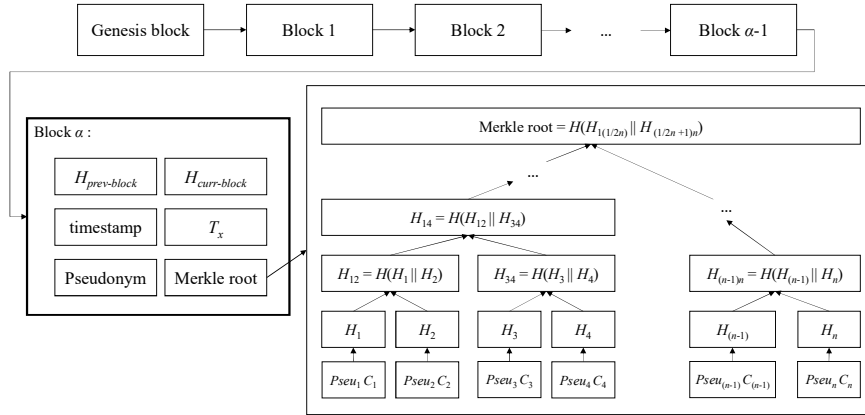 Genesis block
Block 1
Block 2
...
Block α-1
Block α :
H_prev-block
H_curr-block
timestamp
T_x
Pseudonym
Merkle root
Merkle root = H(H_1(1/2n) || H_(1/2n +1)n)
...
...
H_14 = H(H_12 || H_34)
H_12 = H(H_1 || H_2)
H_34 = H(H_3 || H_4)
H_(n-1)n = H(H_(n-1) || H_n)
H_1
H_2
H_3
H_4
H_(n-1)
H_n
Pseu_1 C_1
Pseu_2 C_2
Pseu_3 C_3
Pseu_4 C_4
Pseu_(n-1) C_(n-1)
Pseu_n C_n